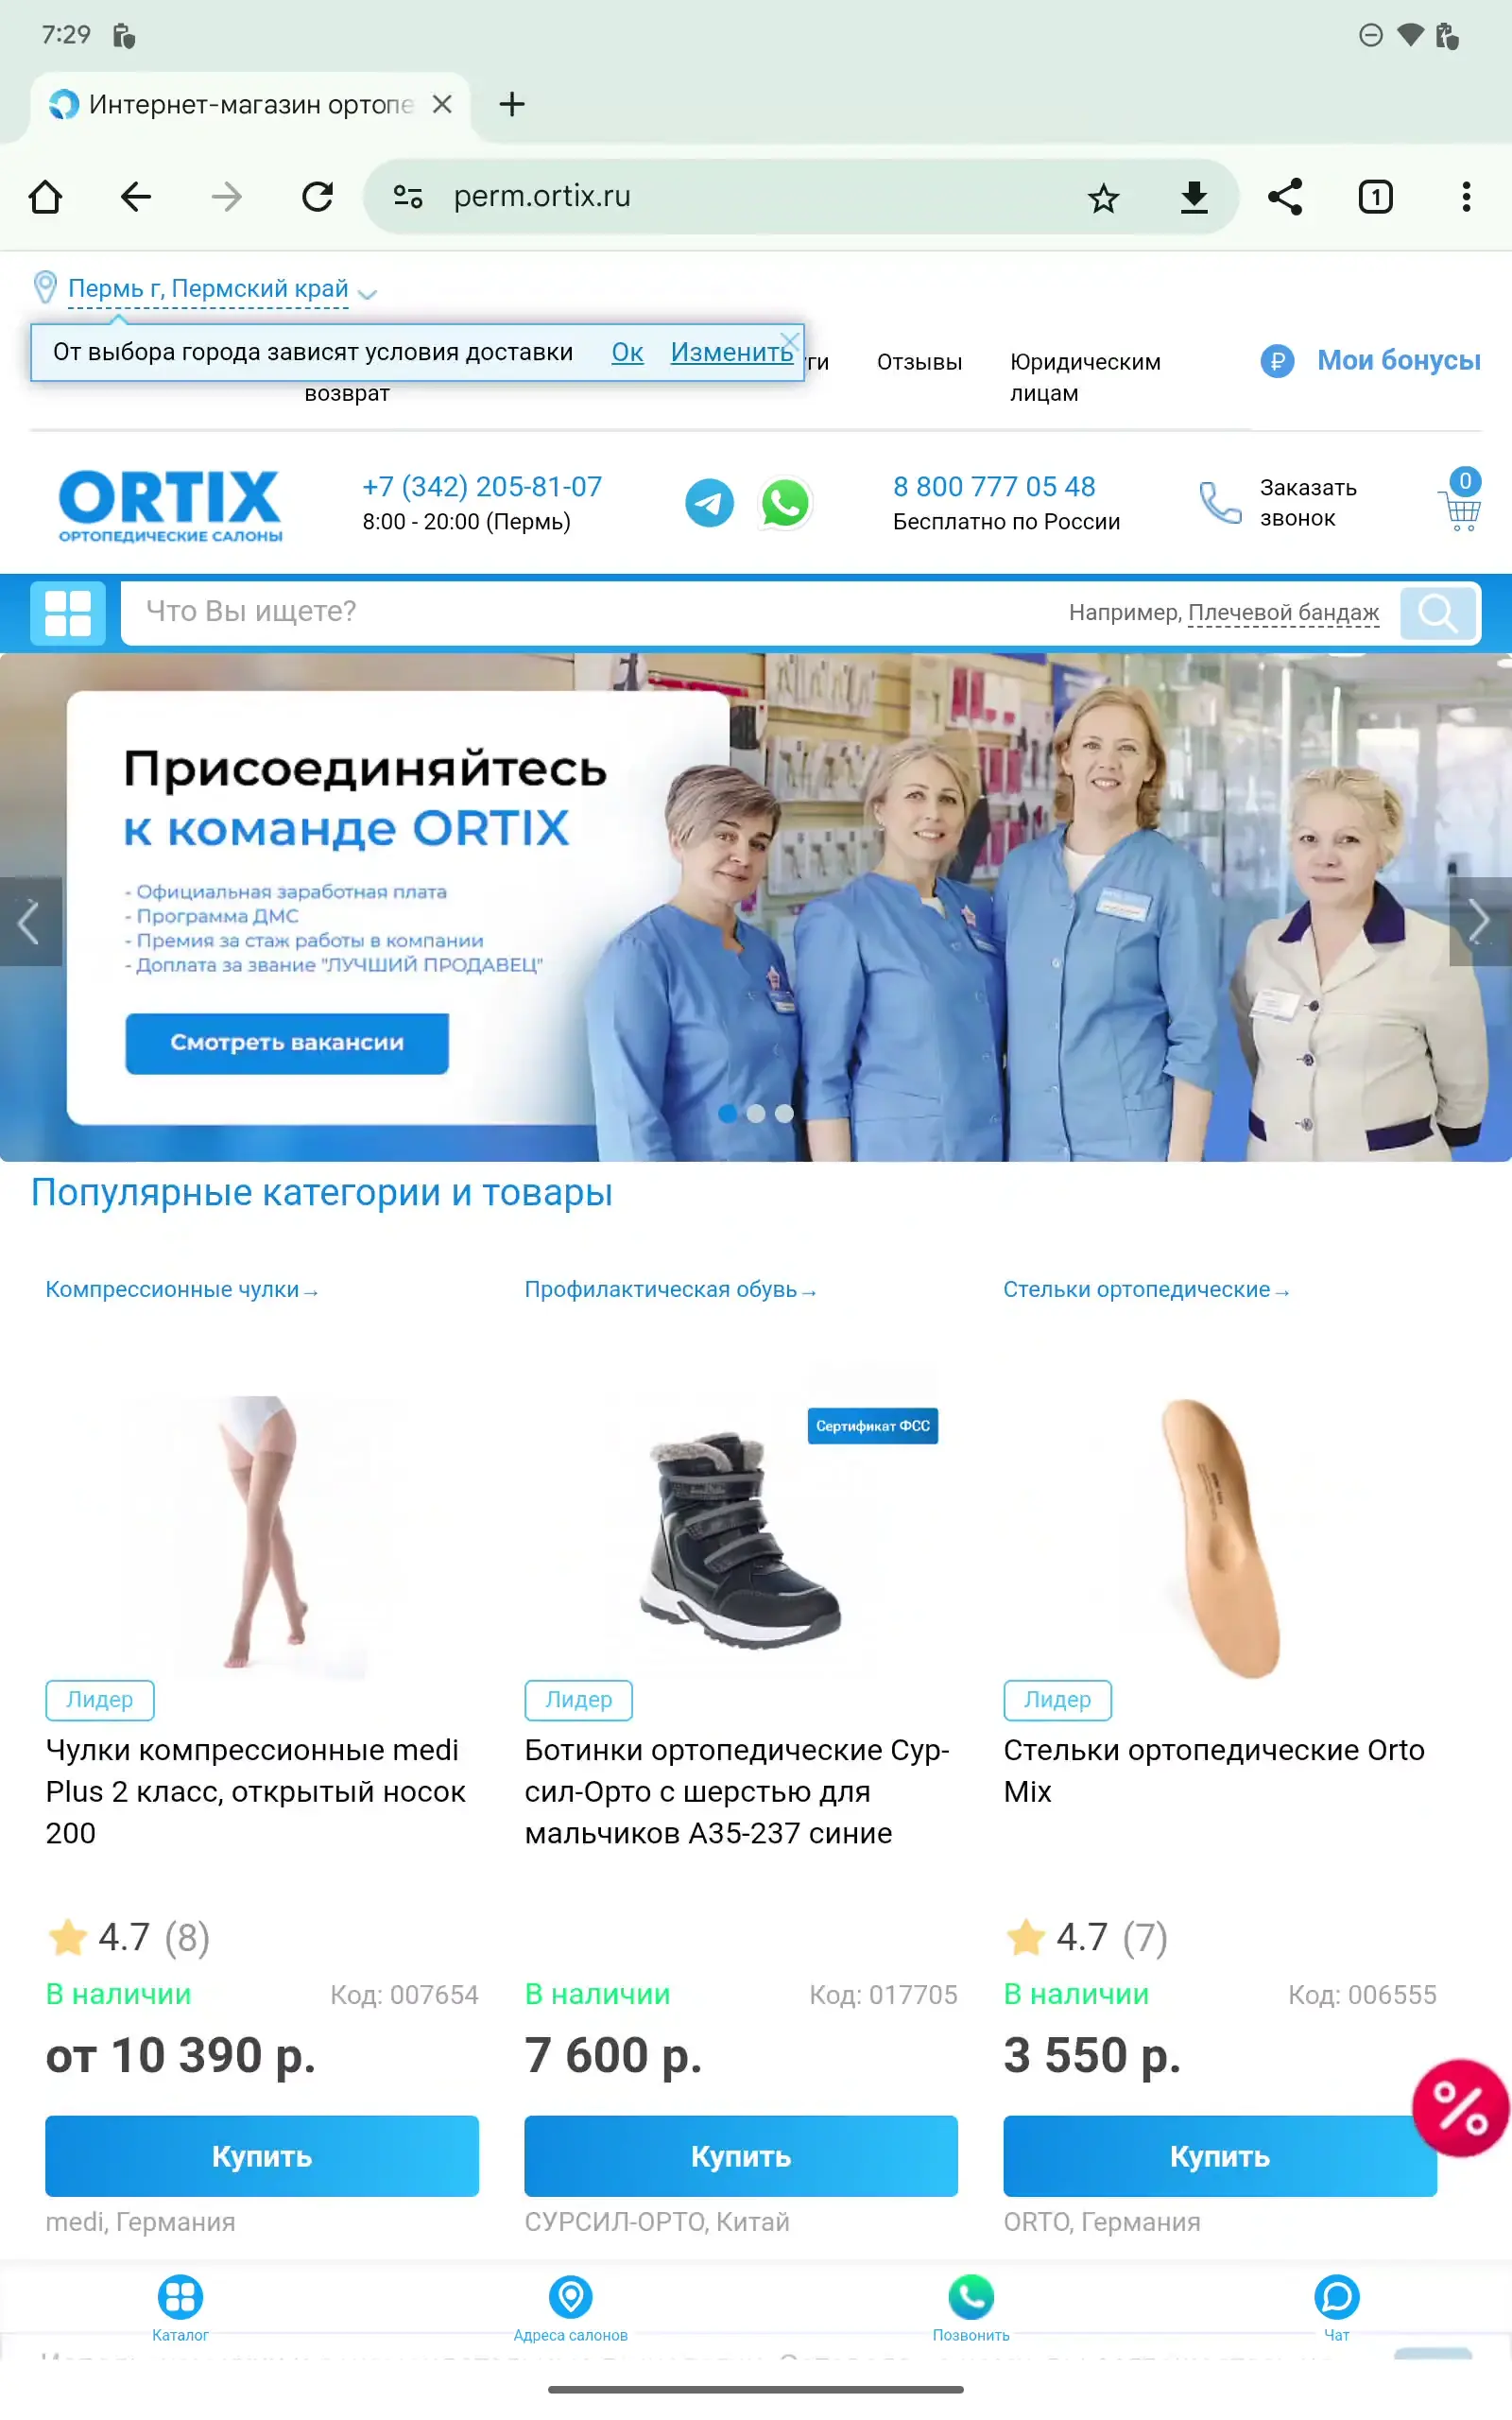 7:29
Интернет-магазин ортопе
perm.ortix.ru
1
Пермь г, Пермский край
От выбора города зависят условия доставки Ок Изменить
Отзывы
Юридическим
лицам
Мои бонусы
возврат
ORTIX
ОРТОПЕДИЧЕСКИЕ САЛОНЫ
+7 (342) 205-81-07
8:00 - 20:00 (Пермь)
8 800 777 05 48
Бесплатно по России
Заказать
звонок
0
Что Вы ищете?
Например, Плечевой бандаж
Присоединяйтесь
к команде ORTIX
- Официальная заработная плата
- Программа ДМС
- Премия за стаж работы в компании
- Доплата за звание "ЛУЧШИЙ ПРОДАВЕЦ"
Смотреть вакансии
Популярные категории и товары
Компрессионные чулки→
Профилактическая обувь→
Стельки ортопедические→
Сертификат ФСС
Лидер
Чулки компрессионные medi
Plus 2 класс, открытый носок
200
4.7 (8)
В наличии
Код: 007654
от 10 390 р.
Купить
medi, Германия
Лидер
Ботинки ортопедические Сур-
сил-Орто с шерстью для
мальчиков А35-237 синие
В наличии
Код: 017705
7 600 р.
Купить
СУРСИЛ-ОРТО, Китай
Лидер
Стельки ортопедические Orto
Mix
4.7 (7)
В наличии
Код: 006555
3 550 р.
Купить
ORTO, Германия
%
Каталог
Адреса салонов
Позвонить
Чат